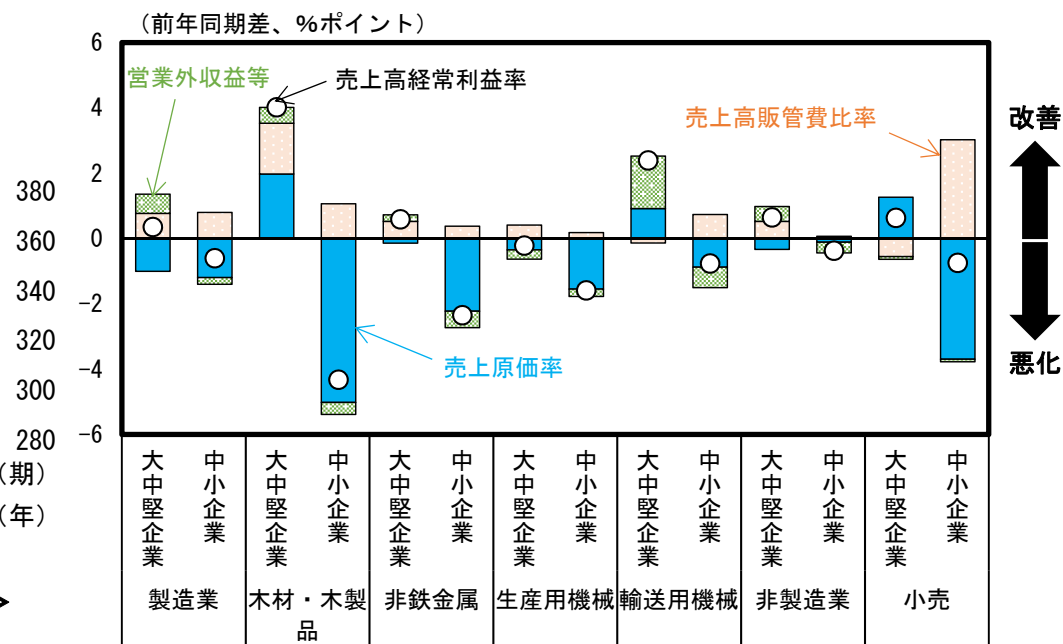 （前年同期差、％ポイント）
6
4
2
0
-2
-4
-6
380
360
340
320
300
280
（期）
（年）
営業外収益等
売上高経常利益率
売上高販管費比率
売上原価率
改善
悪化
大中堅企業
中小企業
大中堅企業
中小企業
大中堅企業
中小企業
大中堅企業
中小企業
大中堅企業
中小企業
大中堅企業
中小企業
大中堅企業
中小企業
製造業
木材・木製
品
非鉄金属
生産用機械
輸送用機械
非製造業
小売